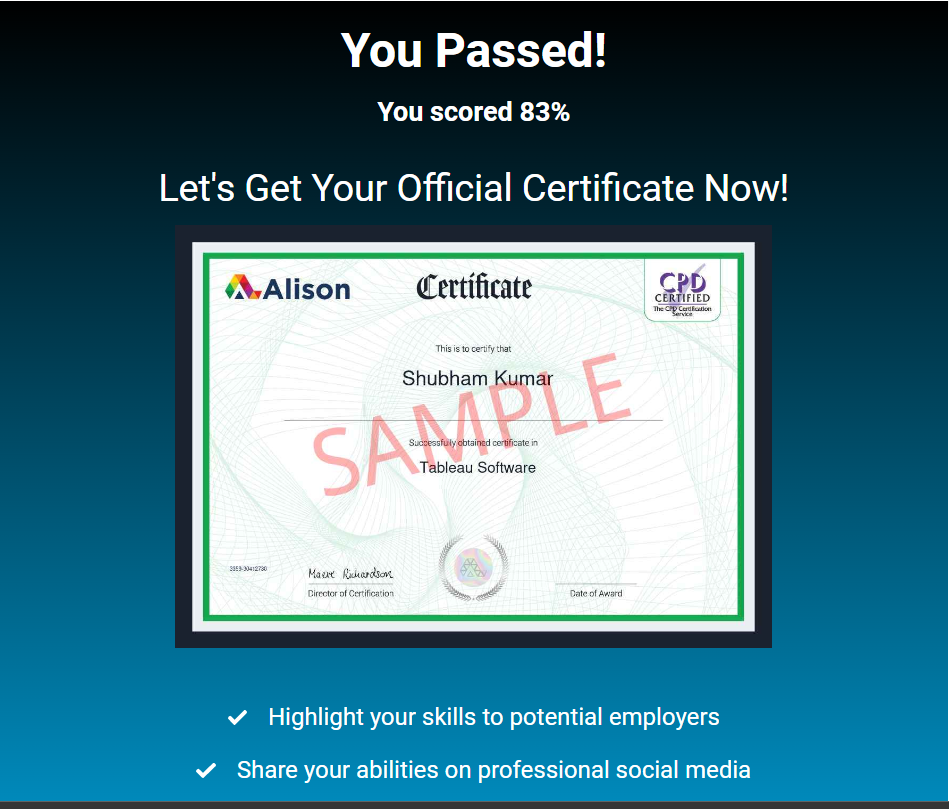 You Passed!
You scored 83%
Let's Get Your Official Certificate Now!
Alison
Certificate
CPD
CERTIFIED
The CPD Certification
Service
This is to certify that
Shubham Kumar
SAMPLE
Successfully obtained certificate in
Tableau Software
Maeve Richardson
Director of Certification
Date of Award
Highlight your skills to potential employers
Share your abilities on professional social media